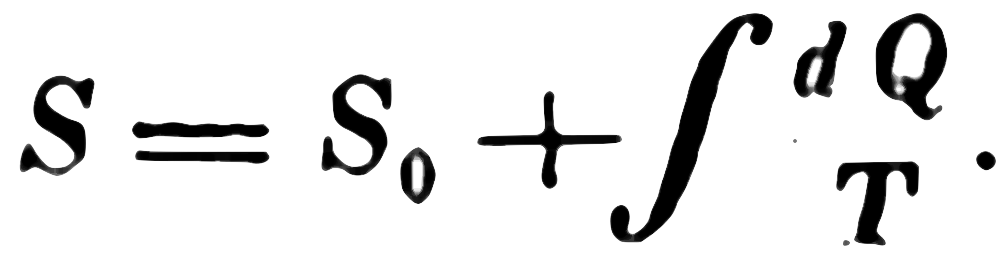 S = S₀ + ∫ dQ / T .